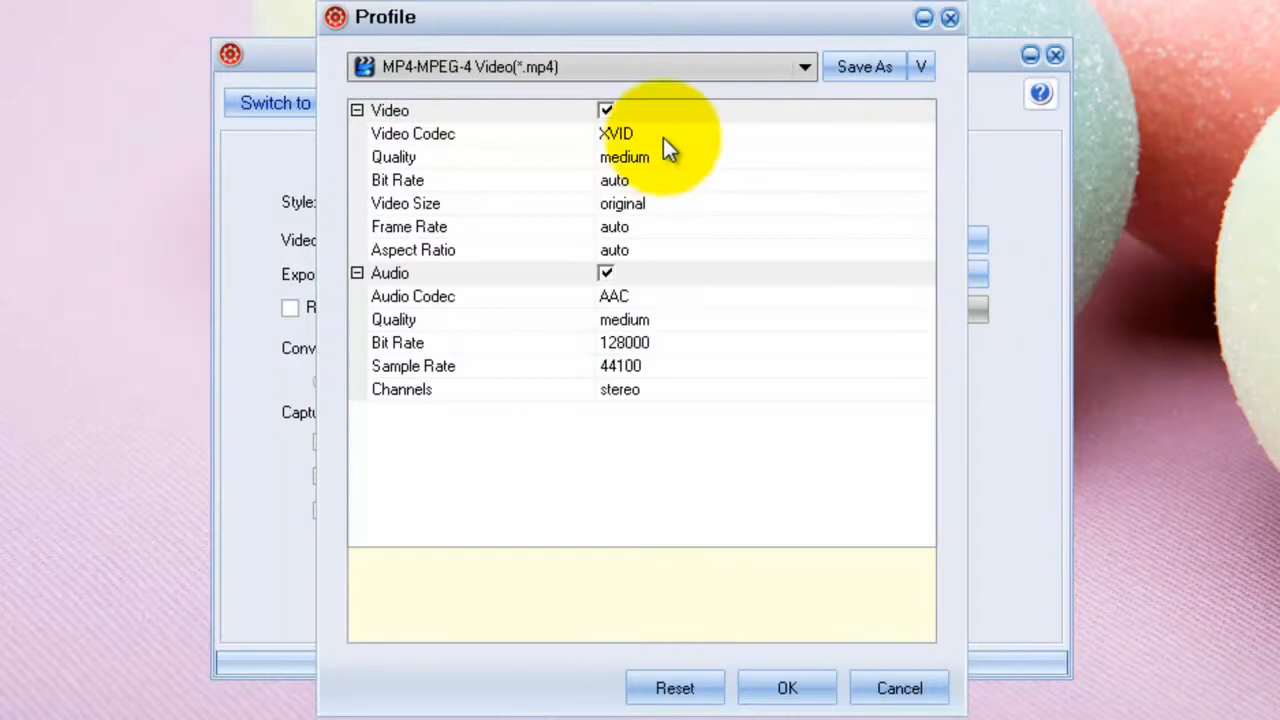 Profile
MP4-MPEG-4 Video(*.mp4)
Save As
V
Switch to
Video
Video Codec XVID
Quality medium
Bit Rate auto
Video Size original
Frame Rate auto
Aspect Ratio auto
Audio
Audio Codec AAC
Quality medium
Bit Rate 128000
Sample Rate 44100
Channels stereo
Style:
Video
Expo
R
Conv
Captu
Reset
OK
Cancel